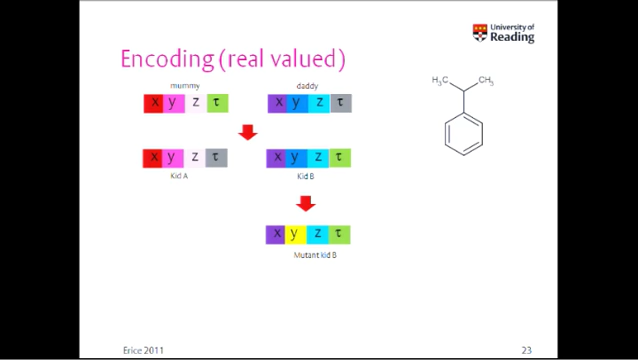 University of
Reading
Encoding (real valued)
mummy
daddy
x y z τ
x y z τ
H3C
CH3
x y z τ
x y z τ
Kid A
Kid B
x y z τ
Mutant kid B
Erice 2011
23